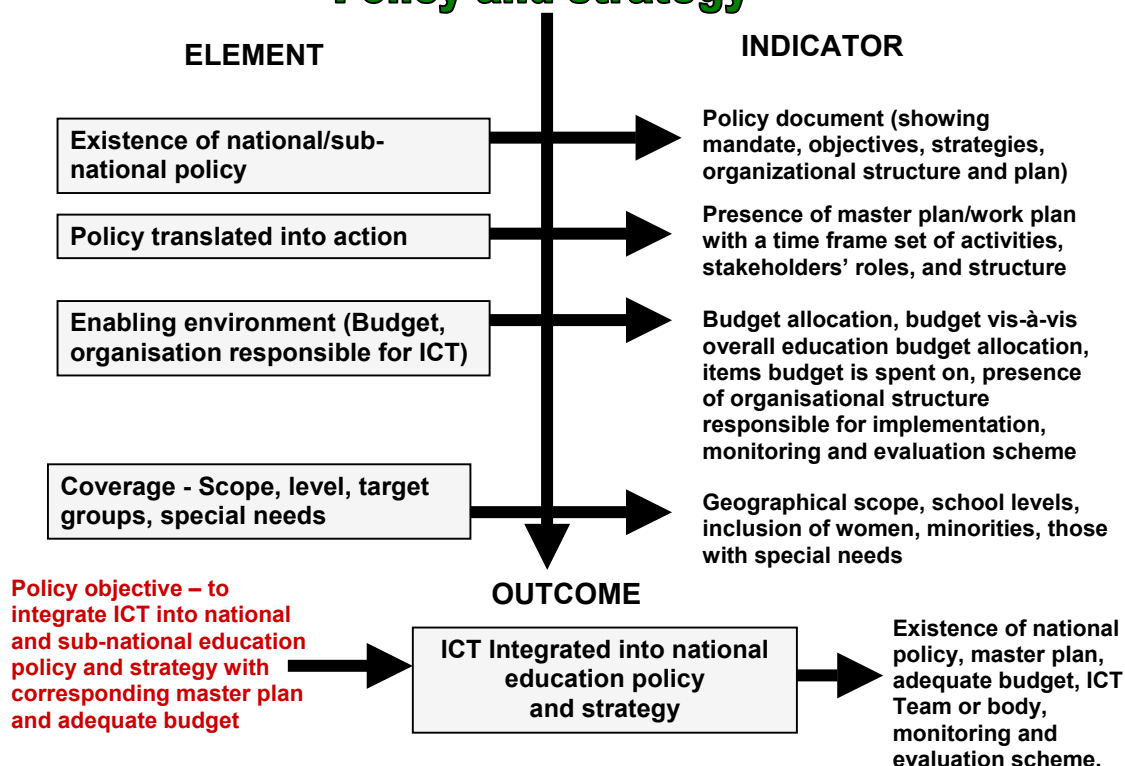 Policy and strategy
ELEMENT
INDICATOR
Existence of national/sub-
national policy
Policy document (showing
mandate, objectives, strategies,
organizational structure and plan)
Policy translated into action
Presence of master plan/work plan
with a time frame set of activities,
stakeholders’ roles, and structure
Enabling environment (Budget,
organisation responsible for ICT)
Budget allocation, budget vis-à-vis
overall education budget allocation,
items budget is spent on, presence
of organisational structure
responsible for implementation,
monitoring and evaluation scheme
Coverage - Scope, level, target
groups, special needs
Geographical scope, school levels,
inclusion of women, minorities, those
with special needs
Policy objective – to
integrate ICT into national
and sub-national education
policy and strategy with
corresponding master plan
and adequate budget
OUTCOME
ICT Integrated into national
education policy
and strategy
Existence of national
policy, master plan,
adequate budget, ICT
Team or body,
monitoring and
evaluation scheme.